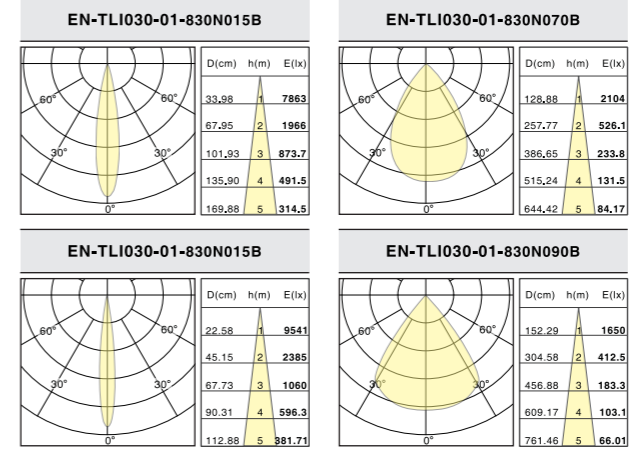 EN-TLI030-01-830N015B
60° 60°
30° 30°
0°
D(cm) h(m) E(lx)
33.98 1 7863
67.95 2 1966
101.93 3 873.7
135.90 4 491.5
169.88 5 314.5
EN-TLI030-01-830N070B
60° 60°
30° 30°
0°
D(cm) h(m) E(lx)
128.88 1 2104
257.77 2 526.1
386.65 3 233.8
515.24 4 131.5
644.42 5 84.17
EN-TLI030-01-830N015B
60° 60°
30° 30°
0°
D(cm) h(m) E(lx)
22.58 1 9541
45.15 2 2385
67.73 3 1060
90.31 4 596.3
112.88 5 381.71
EN-TLI030-01-830N090B
60° 60°
30° 30°
0°
D(cm) h(m) E(lx)
152.29 1 1650
304.58 2 412.5
456.88 3 183.3
609.17 4 103.1
761.46 5 66.01